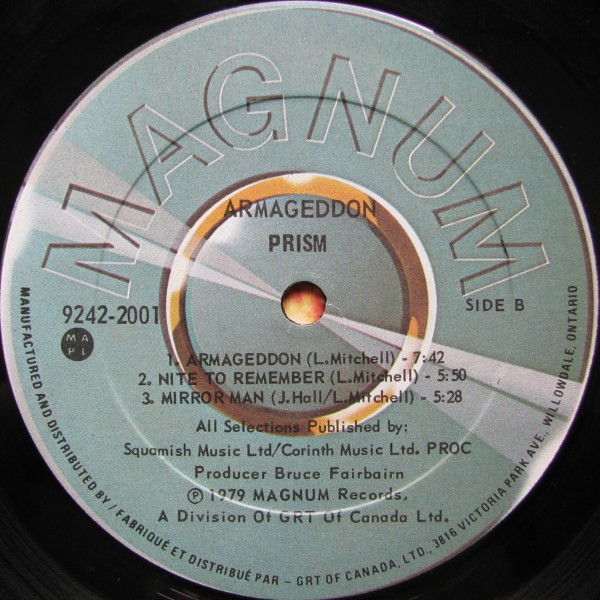 MAGNUM
ARMAGEDDON
PRISM
9242-2001
SIDE B
MA
PL
1. ARMAGEDDON (L.Mitchell) - 7:42
2. NITE TO REMEMBER (L.Mitchell) - 5:50
3. MIRROR MAN (J.Hall/L.Mitchell) - 5:28
All Selections Published by:
Squamish Music Ltd/Corinth Music Ltd. PROC
Producer Bruce Fairbairn
Ⓟ 1979 MAGNUM Records,
A Division Of GRT Of Canada Ltd.
MANUFACTURED AND DISTRIBUTED BY / FABRIQUÉ ET DISTRIBUÉ PAR – GRT OF CANADA, LTD., 3816 VICTORIA PARK AVE., WILLOWDALE, ONTARIO